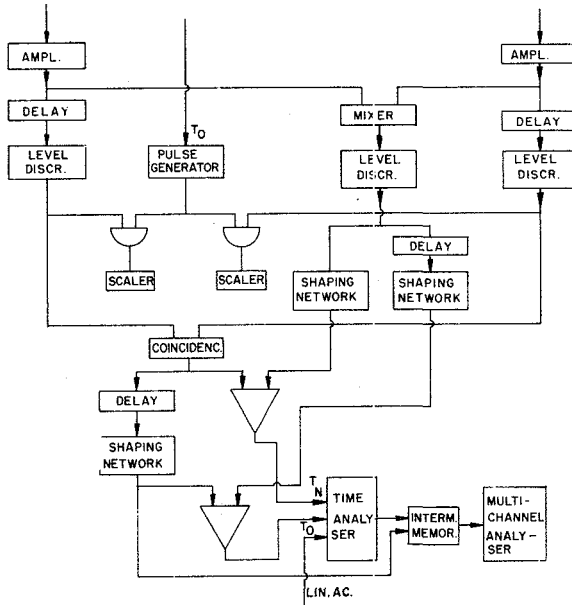 AMPL.
AMPL.
DELAY
MIXER
DELAY
T0
LEVEL
DISCR.
PULSE
GENERATOR
LEVEL
DISCR.
LEVEL
DISCR.
DELAY
SCALER
SCALER
SHAPING
NETWORK
SHAPING
NETWORK
COINCIDENC.
DELAY
SHAPING
NETWORK
TN
T0
TIME
ANALY
SER
INTERM.
MEMOR.
MULTI-
CHANNEL
ANALY-
SER
LIN. AC.